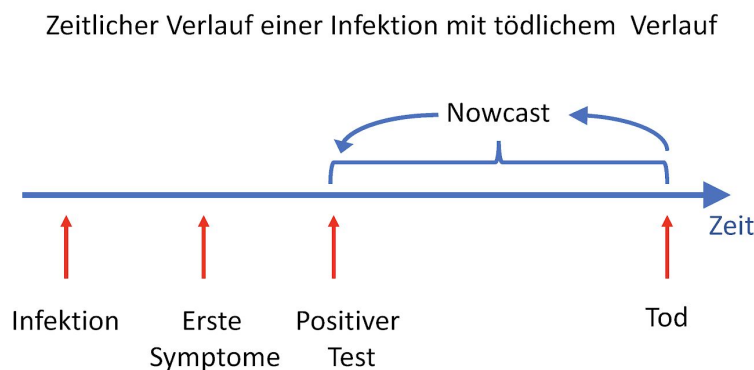 Zeitlicher Verlauf einer Infektion mit tödlichem Verlauf
Nowcast
Zeit
Infektion
Erste
Symptome
Positiver
Test
Tod